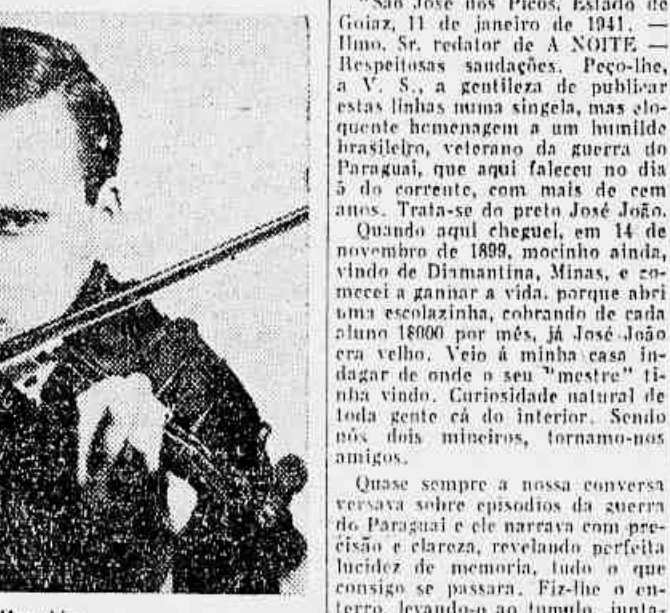 "São José dos Picos, Estado de
Goiaz, 11 de janeiro de 1941. —
Ilmo. Sr. redator de A NOITE —
Respeitosas saudações. Peço-lhe,
a V. S., a gentileza de publicar
estas linhas numa singela, mas elo-
quente homenagem a um humilde
brasileiro, veterano da guerra do
Paraguai, que aqui faleceu no dia
5 do corrente, com mais de cem
anos. Trata-se do preto José João.
Quando aqui cheguei, em 14 de
novembro de 1899, mocinho ainda,
vindo de Diamantina, Minas, e co-
mecei a ganhar a vida, porque abri
uma escolazinha, cobrando de cada
aluno 1$000 por mês, já José João
era velho. Veio á minha casa in-
dagar de onde o seu "mestre" ti-
nha vindo. Curiosidade natural de
toda gente cá do interior. Sendo
nós dois mineiros, tornamo-nos
amigos.
Quase sempre a nossa conversa
versava sobre episodios da guerra
do Paraguai e ele narrava com pre-
cisão e clareza, revelando perfeita
lucidez de memoria, tudo o que
consigo se passara. Fiz-lhe o en-
terro, levando-o ao tumulo, junta-